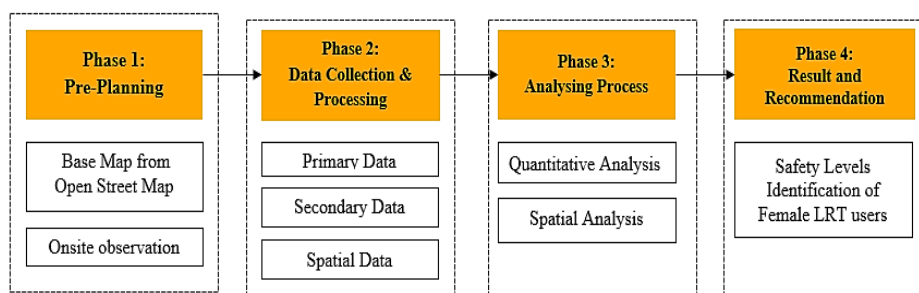 Phase 1:
Pre-Planning
Base Map from
Open Street Map
Onsite observation
Phase 2:
Data Collection &
Processing
Primary Data
Secondary Data
Spatial Data
Phase 3:
Analysing Process
Quantitative Analysis
Spatial Analysis
Phase 4:
Result and
Recommendation
Safety Levels
Identification of
Female LRT users